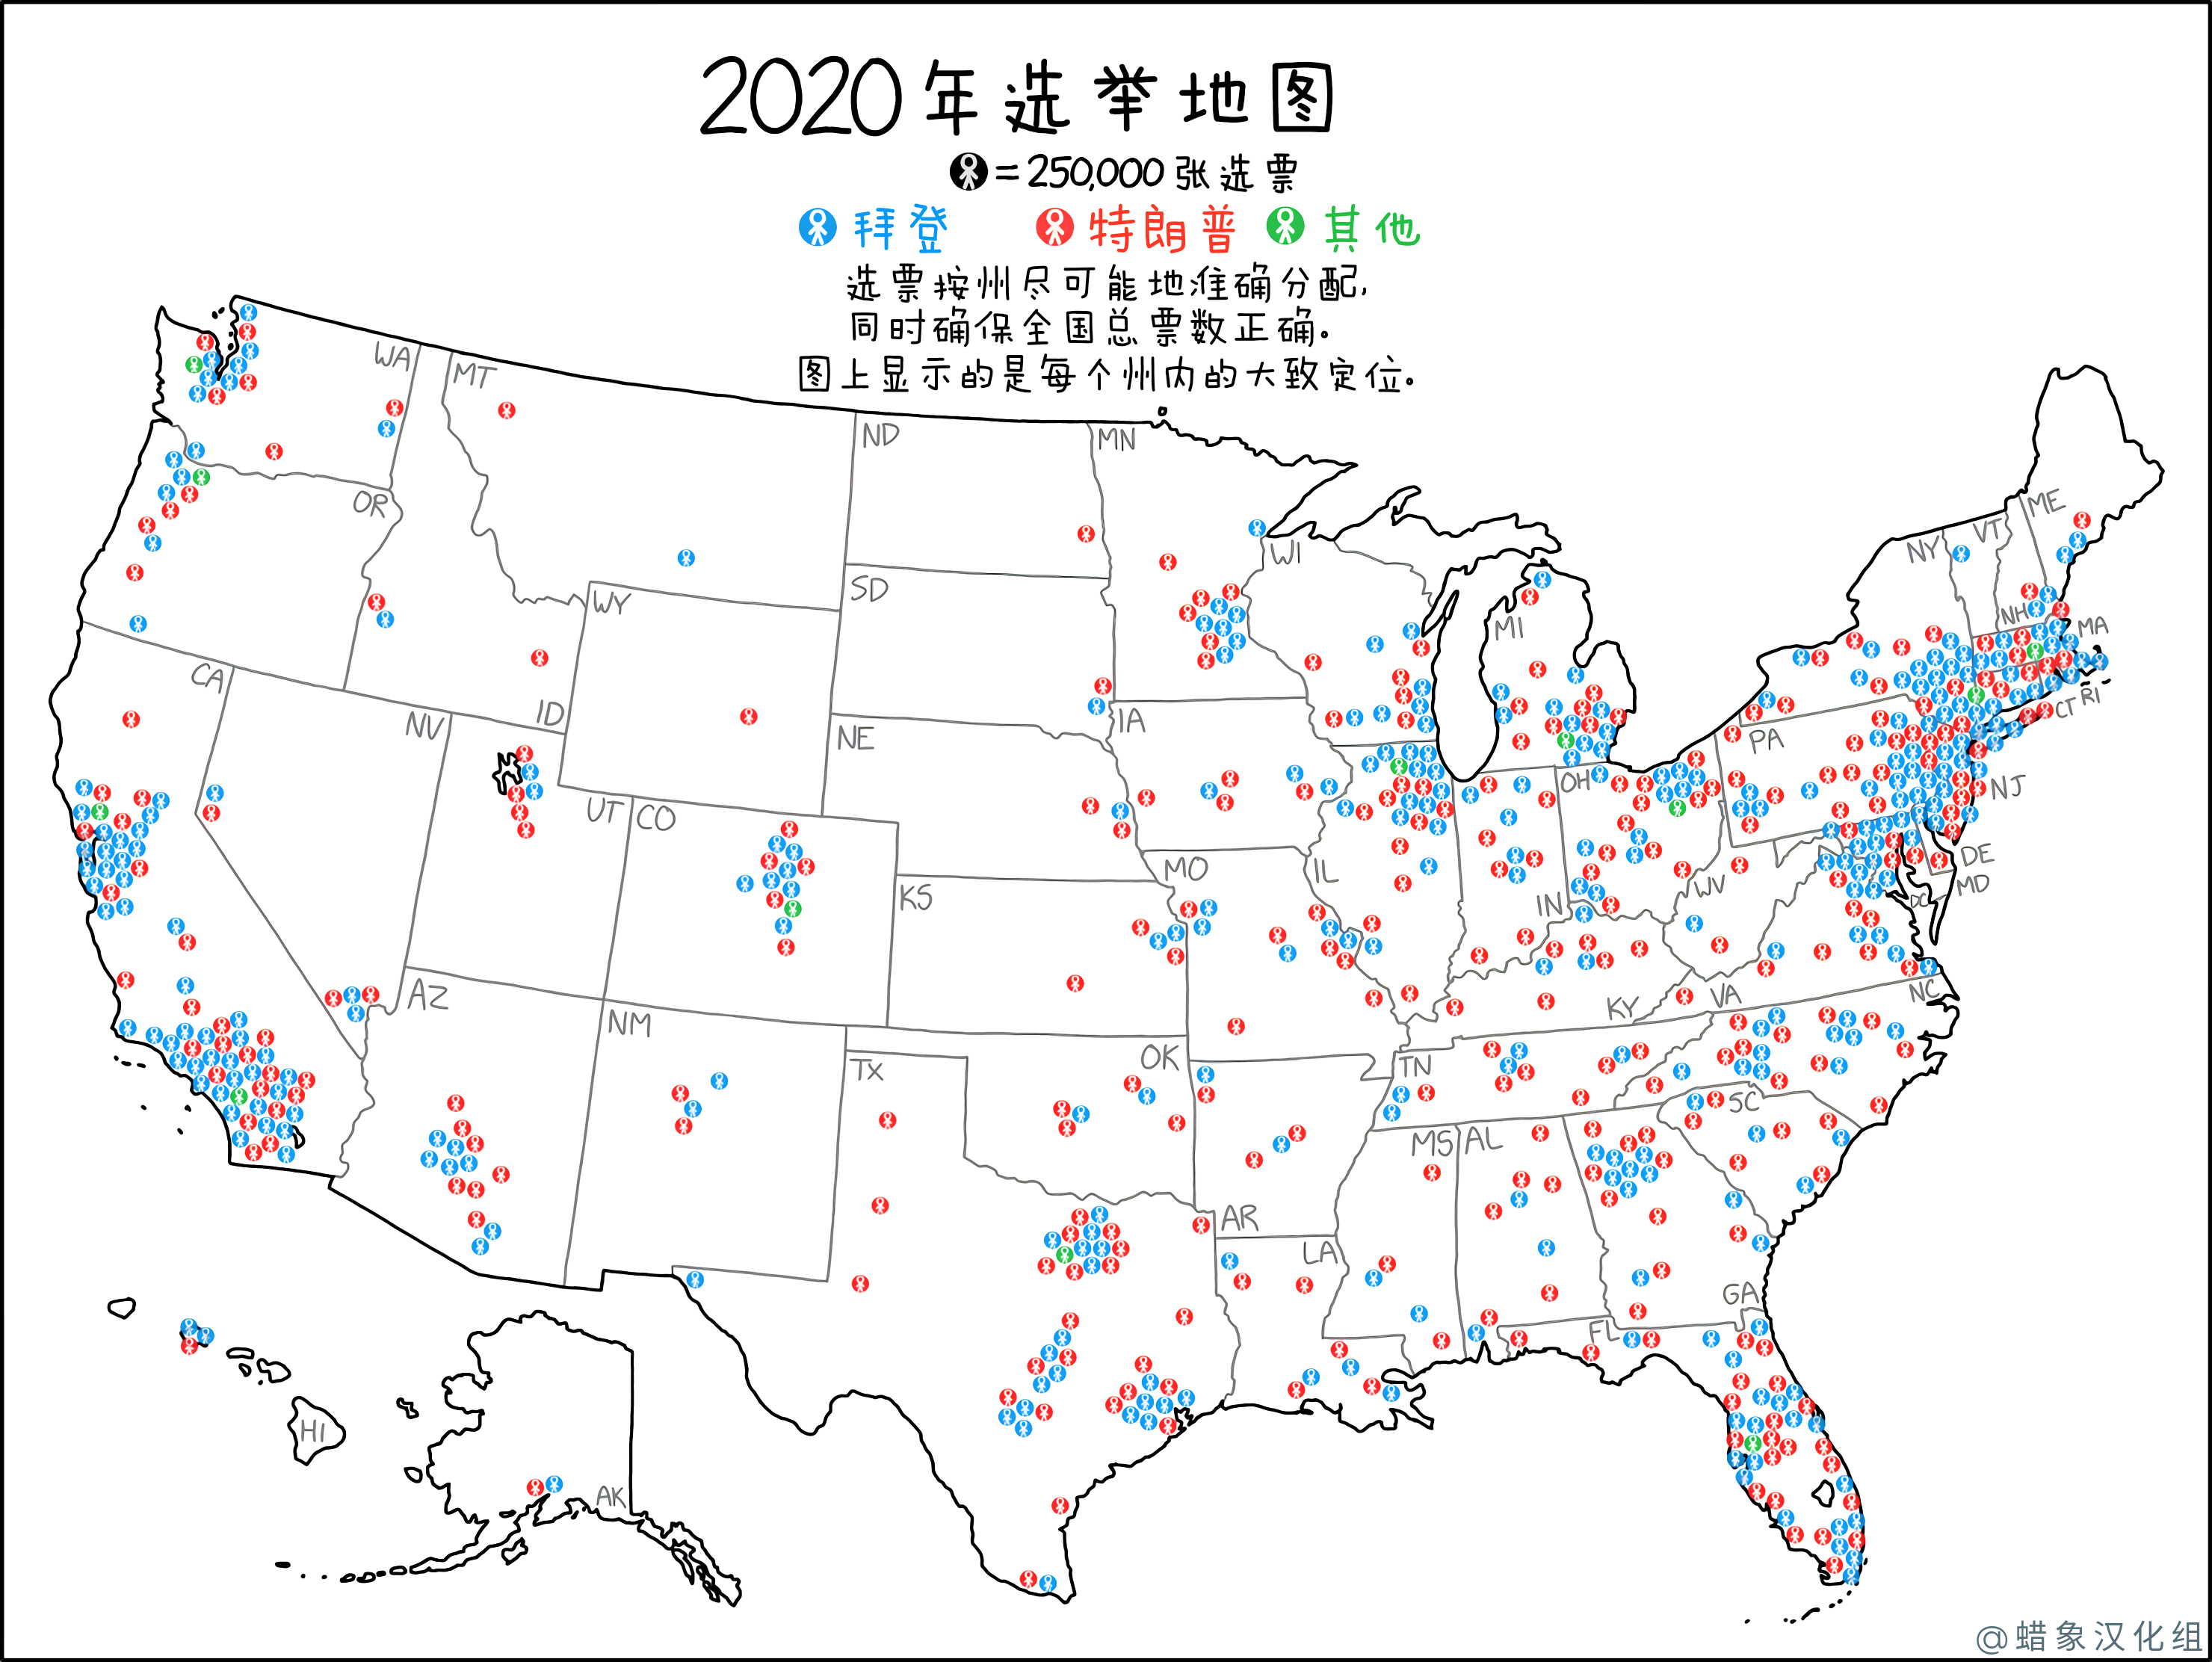 2020年选举地图
=250,000张选票
拜登 特朗普 其他
选票按州尽可能地准确分配,
同时确保全国总票数正确。
图上显示的是每个州内的大致定位。
WA
MT
ND
MN
OR
ID
WY
SD
WI
MI
NY
VT
ME
NH
MA
CT
RI
CA
NV
UT
CO
NE
IA
IL
IN
OH
PA
NJ
DE
MD
DC
WV
VA
KS
MO
KY
NC
AZ
NM
TX
OK
AR
TN
MS
AL
SC
GA
LA
FL
HI
AK
@蜡象汉化组